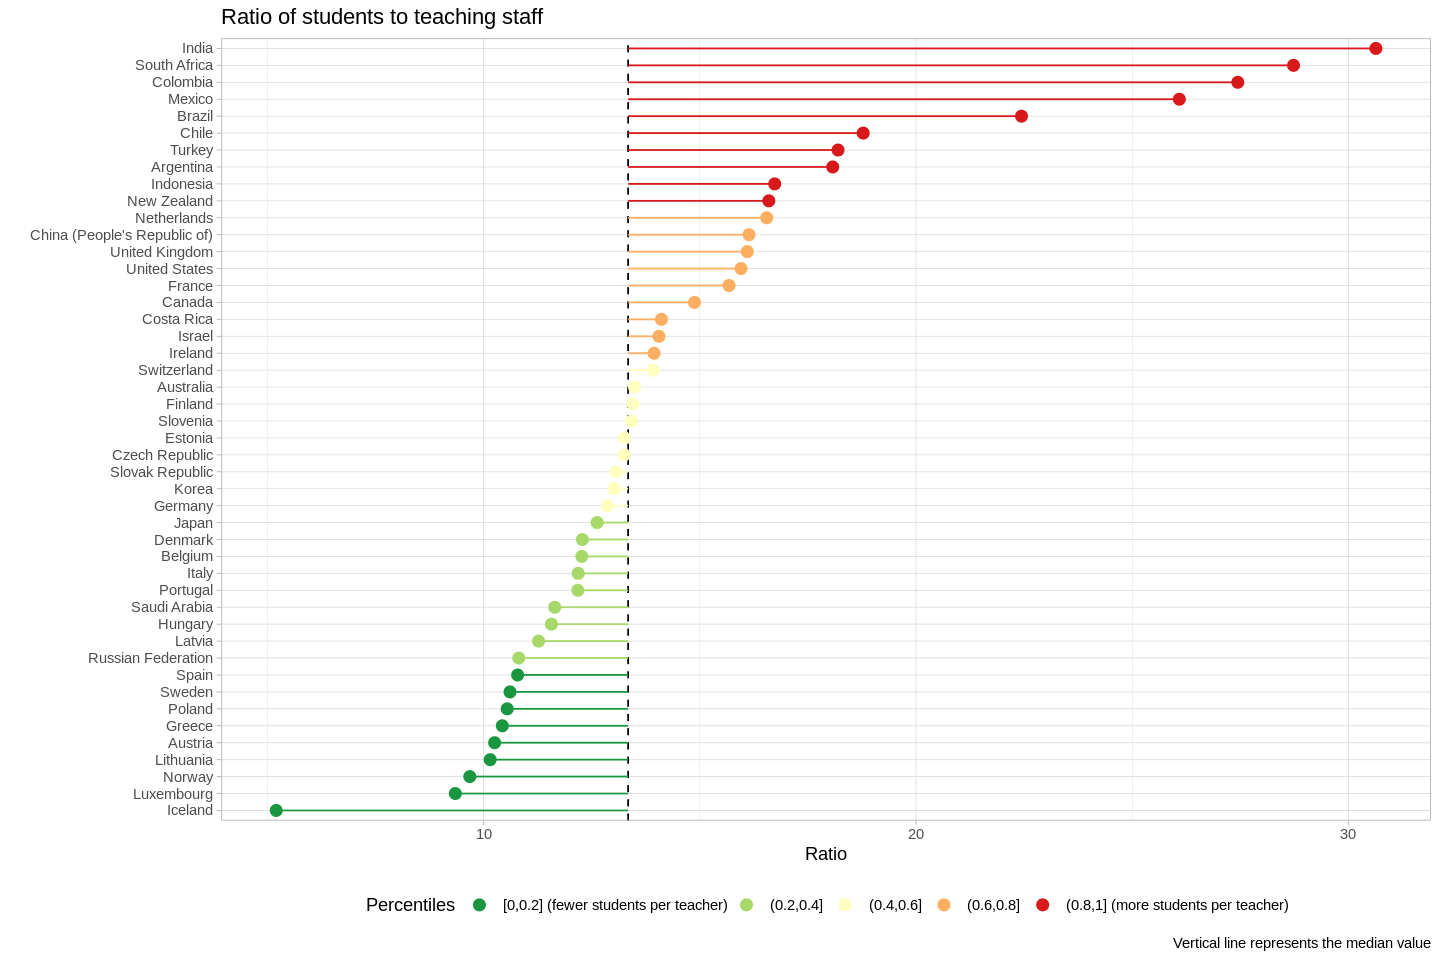 Ratio of students to teaching staff
India
South Africa
Colombia
Mexico
Brazil
Chile
Turkey
Argentina
Indonesia
New Zealand
Netherlands
China (People's Republic of)
United Kingdom
United States
France
Canada
Costa Rica
Israel
Ireland
Switzerland
Australia
Finland
Slovenia
Estonia
Czech Republic
Slovak Republic
Korea
Germany
Japan
Denmark
Belgium
Italy
Portugal
Saudi Arabia
Hungary
Latvia
Russian Federation
Spain
Sweden
Poland
Greece
Austria
Lithuania
Norway
Luxembourg
Iceland
10 20 30
Ratio
Percentiles [0,0.2] (fewer students per teacher) (0.2,0.4] (0.4,0.6] (0.6,0.8] (0.8,1] (more students per teacher)
Vertical line represents the median value